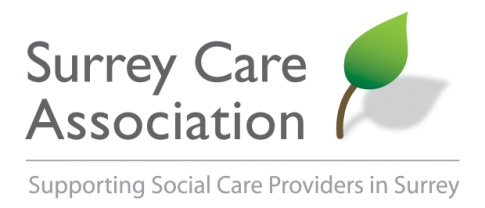 Surrey Care
Association
Supporting Social Care Providers in Surrey